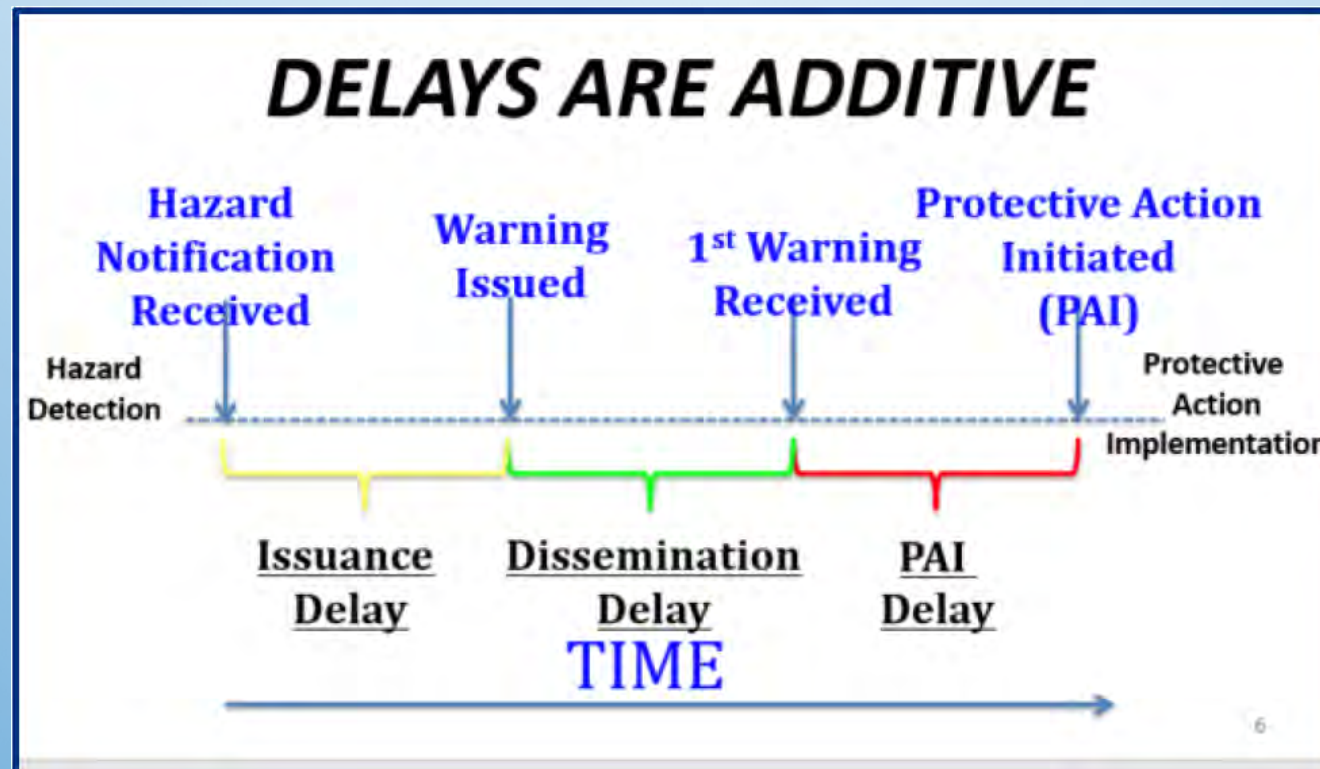 DELAYS ARE ADDITIVE
Hazard
Notification
Received
Warning
Issued
1st Warning
Received
Protective Action
Initiated
(PAI)
Hazard
Detection
Protective
Action
Implementation
Issuance
Delay
Dissemination
Delay
PAI
Delay
TIME
6